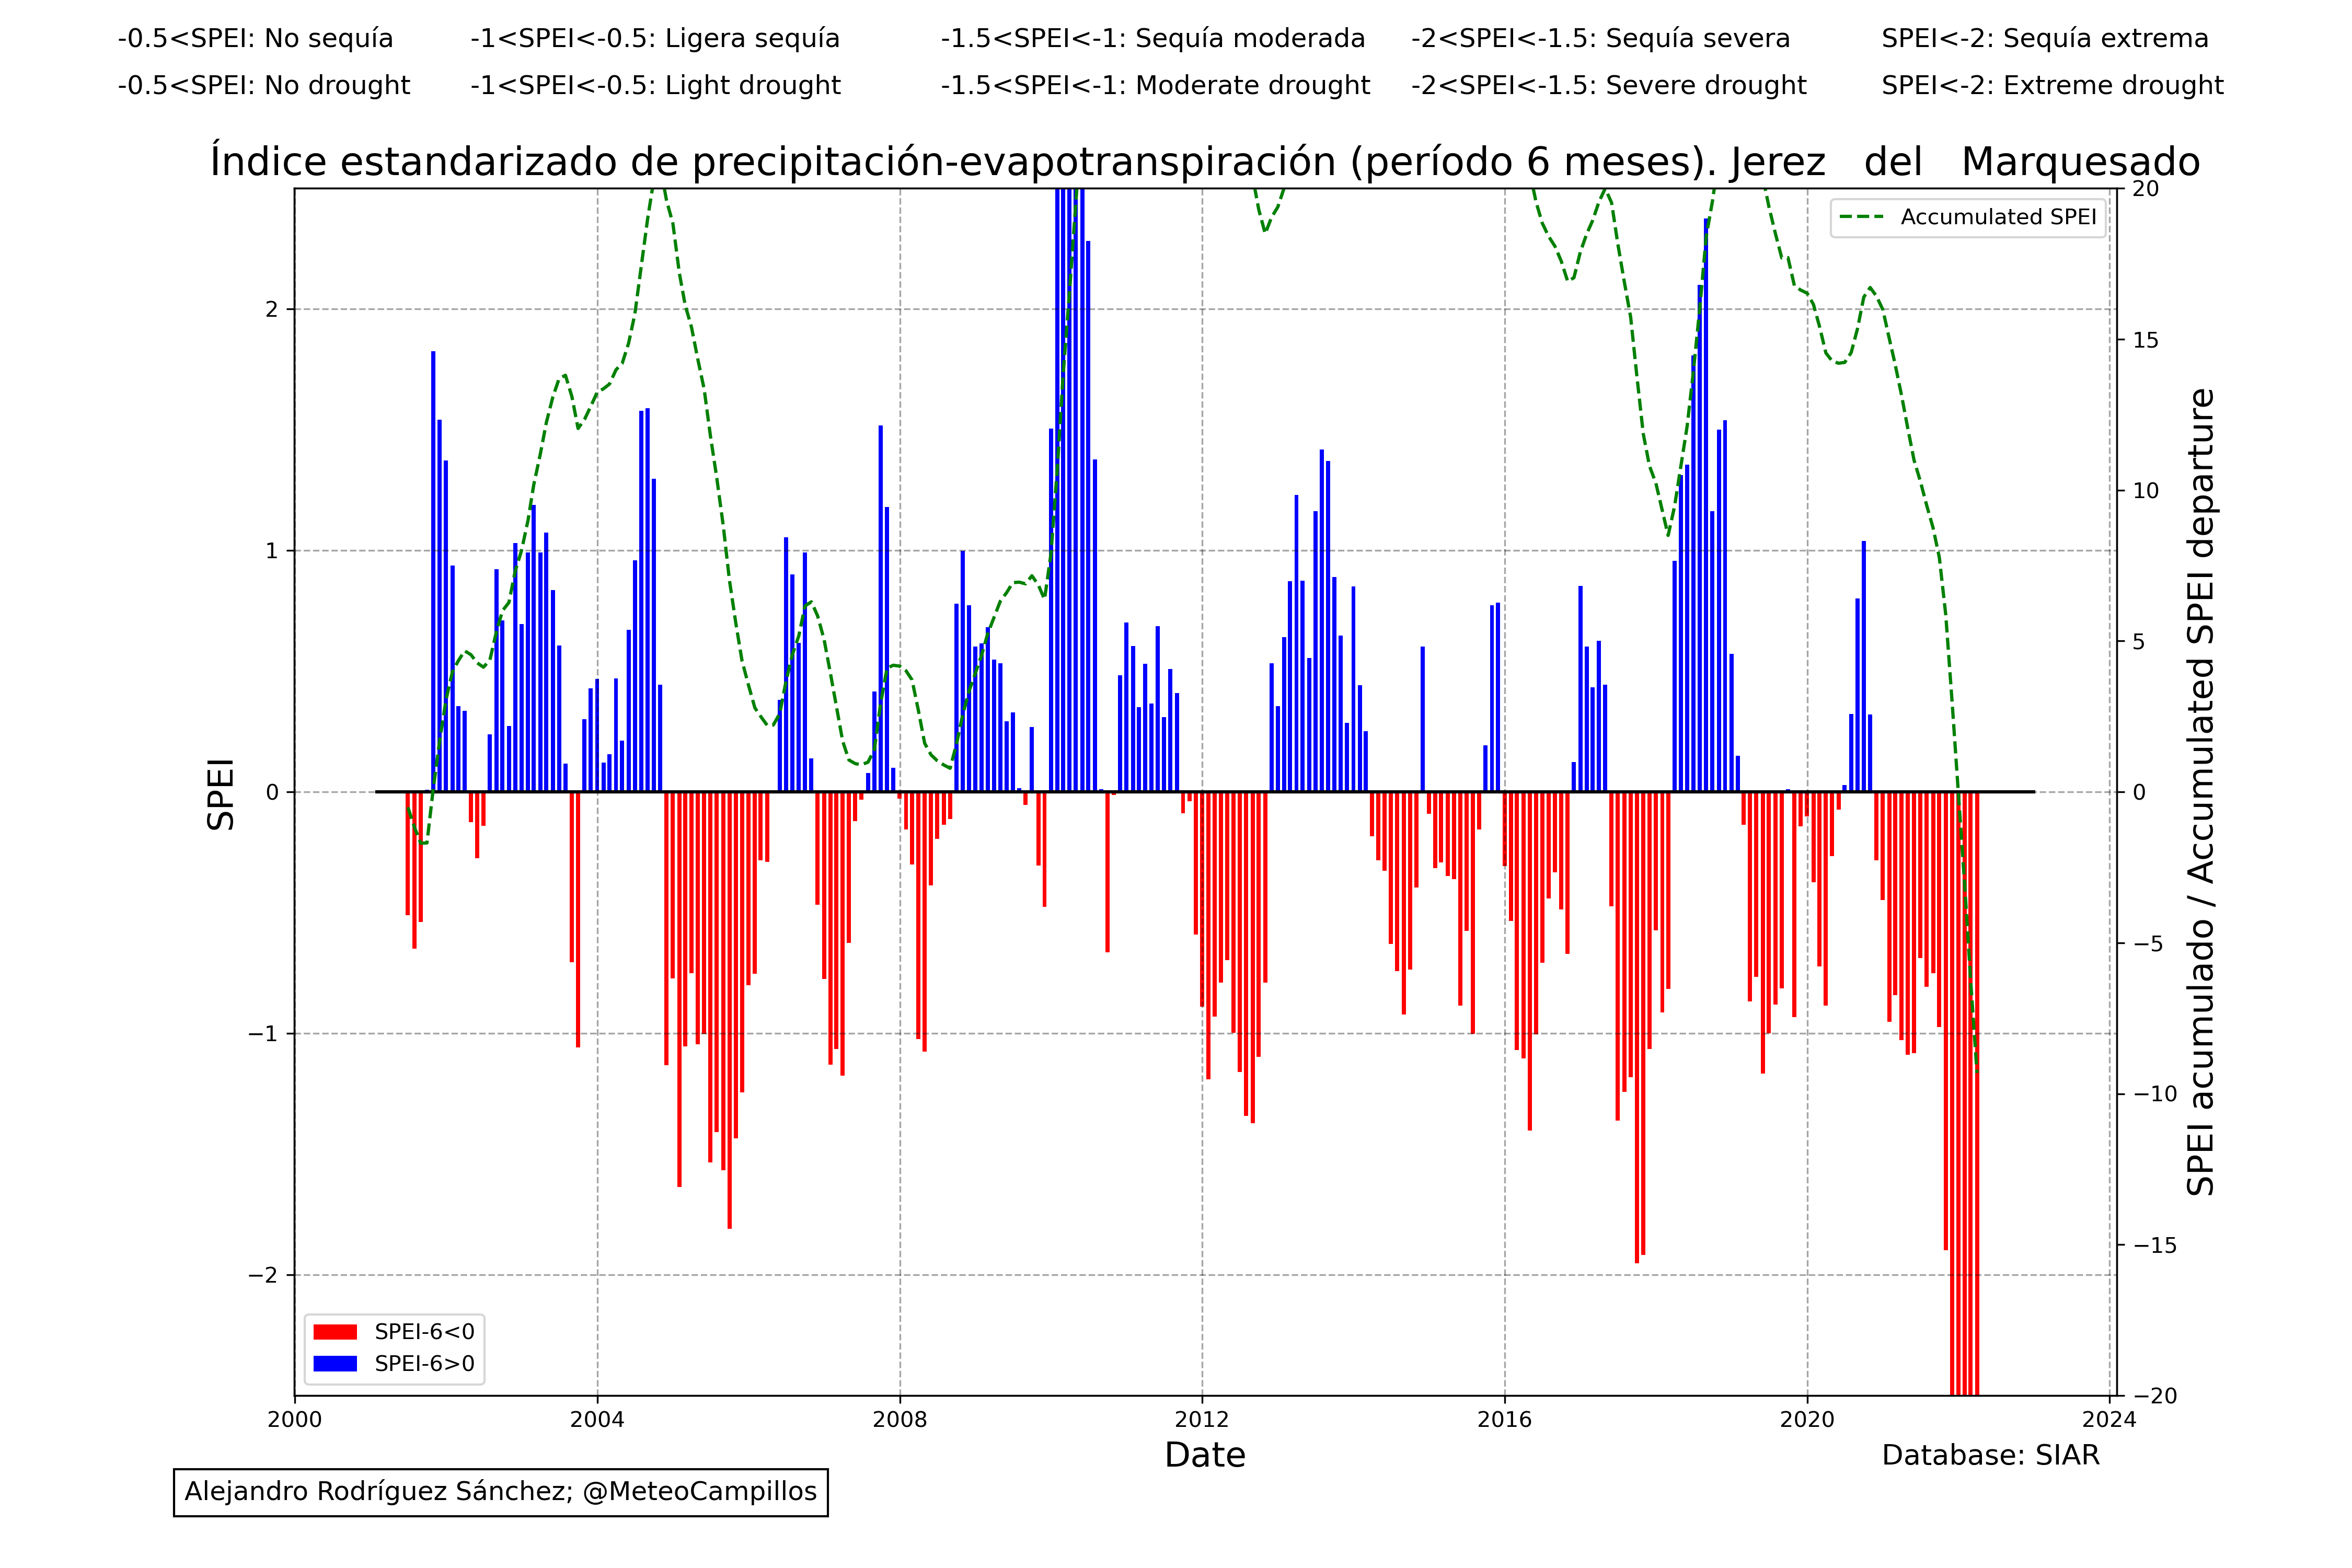 -0.5<SPEI: No sequía -1<SPEI<-0.5: Ligera sequía -1.5<SPEI<-1: Sequía moderada -2<SPEI<-1.5: Sequía severa SPEI<-2: Sequía extrema
-0.5<SPEI: No drought -1<SPEI<-0.5: Light drought -1.5<SPEI<-1: Moderate drought -2<SPEI<-1.5: Severe drought SPEI<-2: Extreme drought
Índice estandarizado de precipitación-evapotranspiración (período 6 meses). Jerez del Marquesado
Accumulated SPEI
2
1
0
−1
−2
SPEI
20
15
10
5
0
−5
−10
−15
−20
SPEI acumulado / Accumulated SPEI departure
SPEI-6<0
SPEI-6>0
2000 2004 2008 2012 2016 2020 2024
Date
Database: SIAR
Alejandro Rodríguez Sánchez; @MeteoCampillos